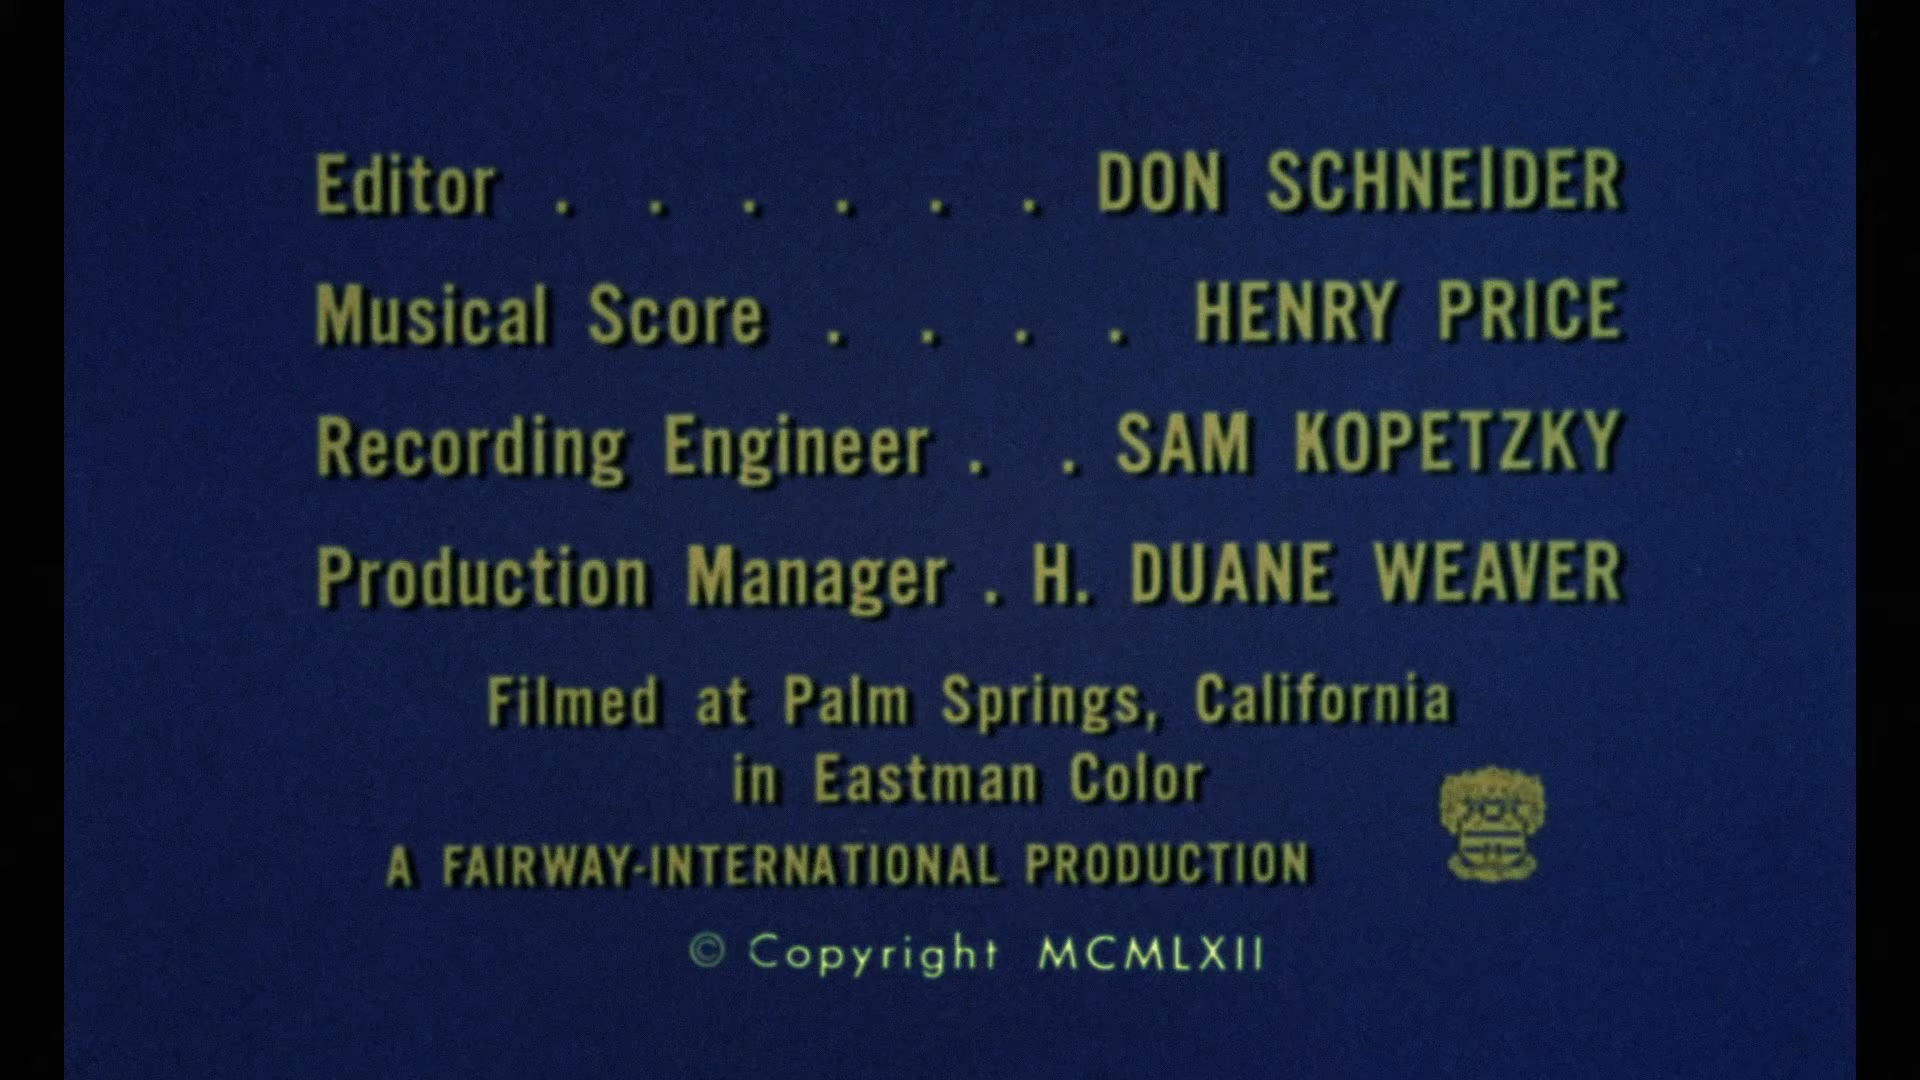 Editor . . . . . . DON SCHNEIDER
Musical Score . . . . HENRY PRICE
Recording Engineer . . SAM KOPETZKY
Production Manager . H. DUANE WEAVER
Filmed at Palm Springs, California
in Eastman Color
A FAIRWAY-INTERNATIONAL PRODUCTION
© Copyright MCMLXII